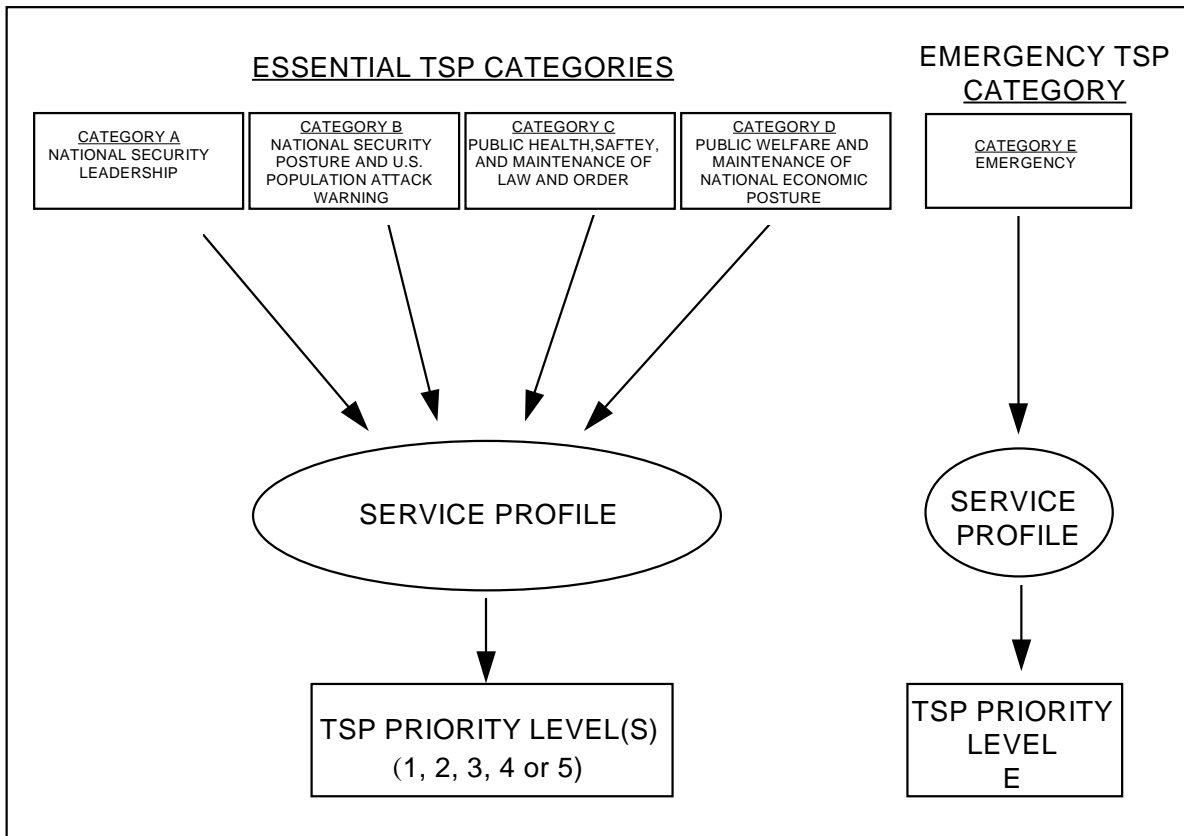 ESSENTIAL TSP CATEGORIES
EMERGENCY TSP
CATEGORY
CATEGORY A
NATIONAL SECURITY
LEADERSHIP
CATEGORY B
NATIONAL SECURITY
POSTURE AND U.S.
POPULATION ATTACK
WARNING
CATEGORY C
PUBLIC HEALTH,SAFTEY,
AND MAINTENANCE OF
LAW AND ORDER
CATEGORY D
PUBLIC WELFARE AND
MAINTENANCE OF
NATIONAL ECONOMIC
POSTURE
CATEGORY E
EMERGENCY
SERVICE PROFILE
SERVICE
PROFILE
TSP PRIORITY LEVEL(S)
(1, 2, 3, 4 or 5)
TSP PRIORITY
LEVEL
E